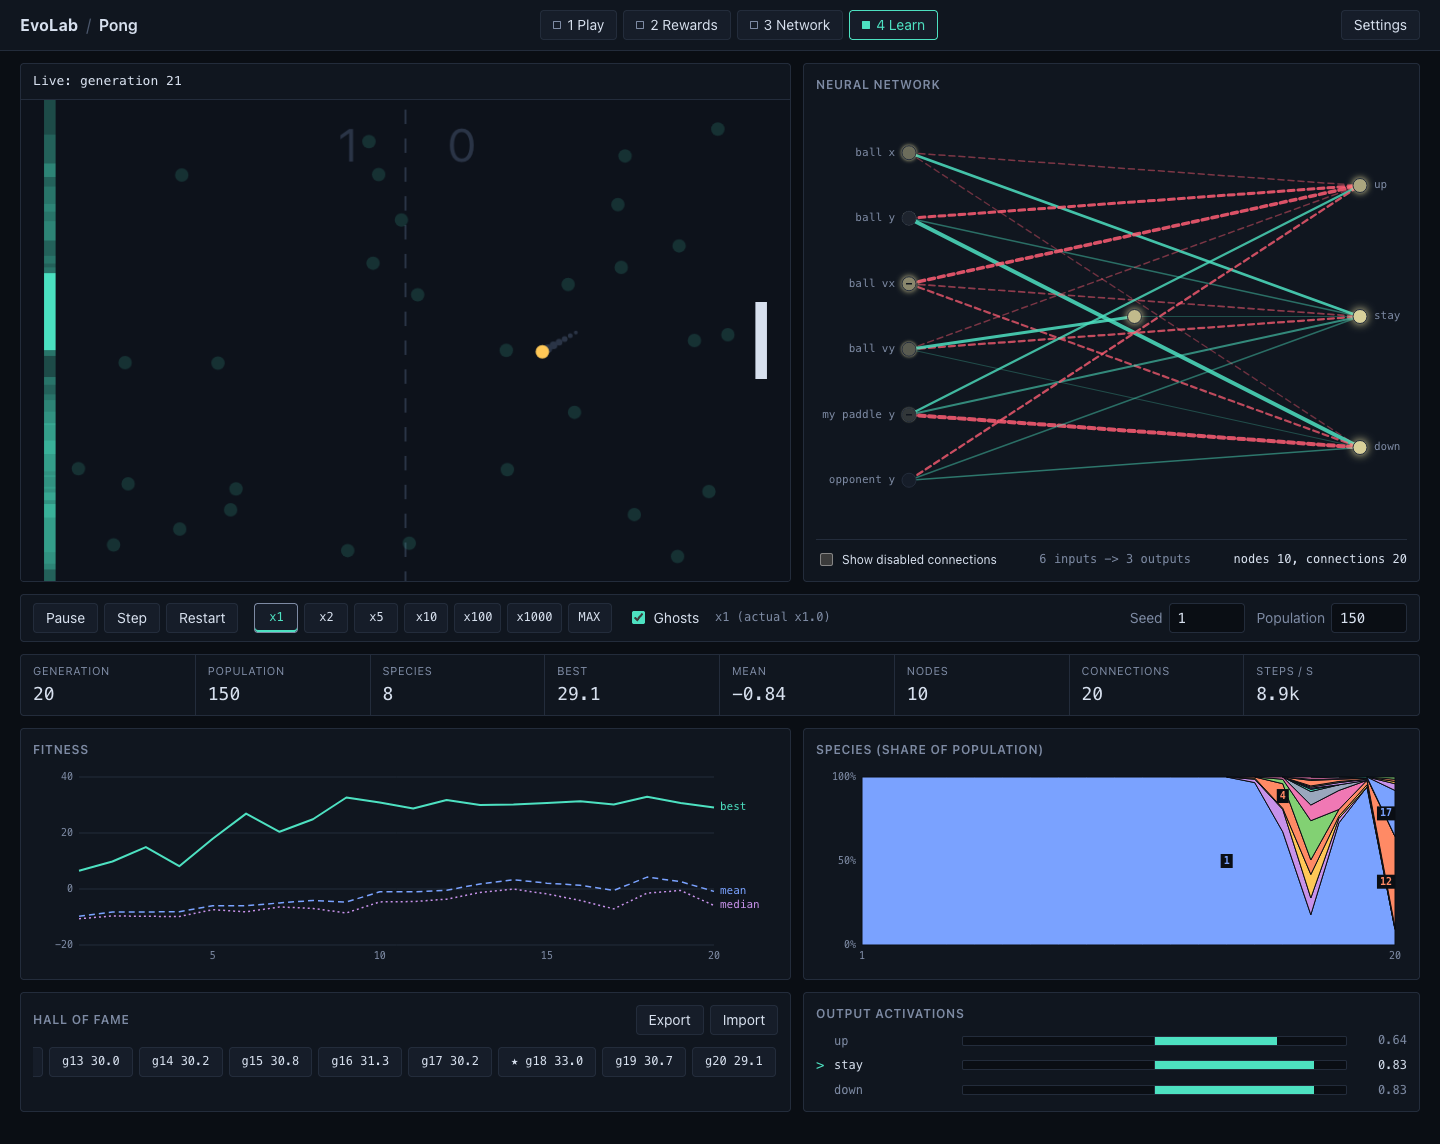 EvoLab / Pong
1 Play
2 Rewards
3 Network
4 Learn
Settings
Live: generation 21
1 0
NEURAL NETWORK
ball x
ball y
ball vx
ball vy
my paddle y
opponent y
up
stay
down
Show disabled connections
6 inputs −> 3 outputs
nodes 10, connections 20
Pause
Step
Restart
x1
x2
x5
x10
x100
x1000
MAX
Ghosts
x1 (actual x1.0)
Seed 1
Population 150
GENERATION
20
POPULATION
150
SPECIES
8
BEST
29.1
MEAN
−0.84
NODES
10
CONNECTIONS
20
STEPS / S
8.9k
FITNESS
40
20
0
−20
5 10 15 20
best
mean
median
SPECIES (SHARE OF POPULATION)
100%
50%
0%
1 20
4
1
17
12
HALL OF FAME
Export
Import
g13 30.0
g14 30.2
g15 30.8
g16 31.3
g17 30.2
★ g18 33.0
g19 30.7
g20 29.1
OUTPUT ACTIVATIONS
up 0.64
> stay 0.83
down 0.83